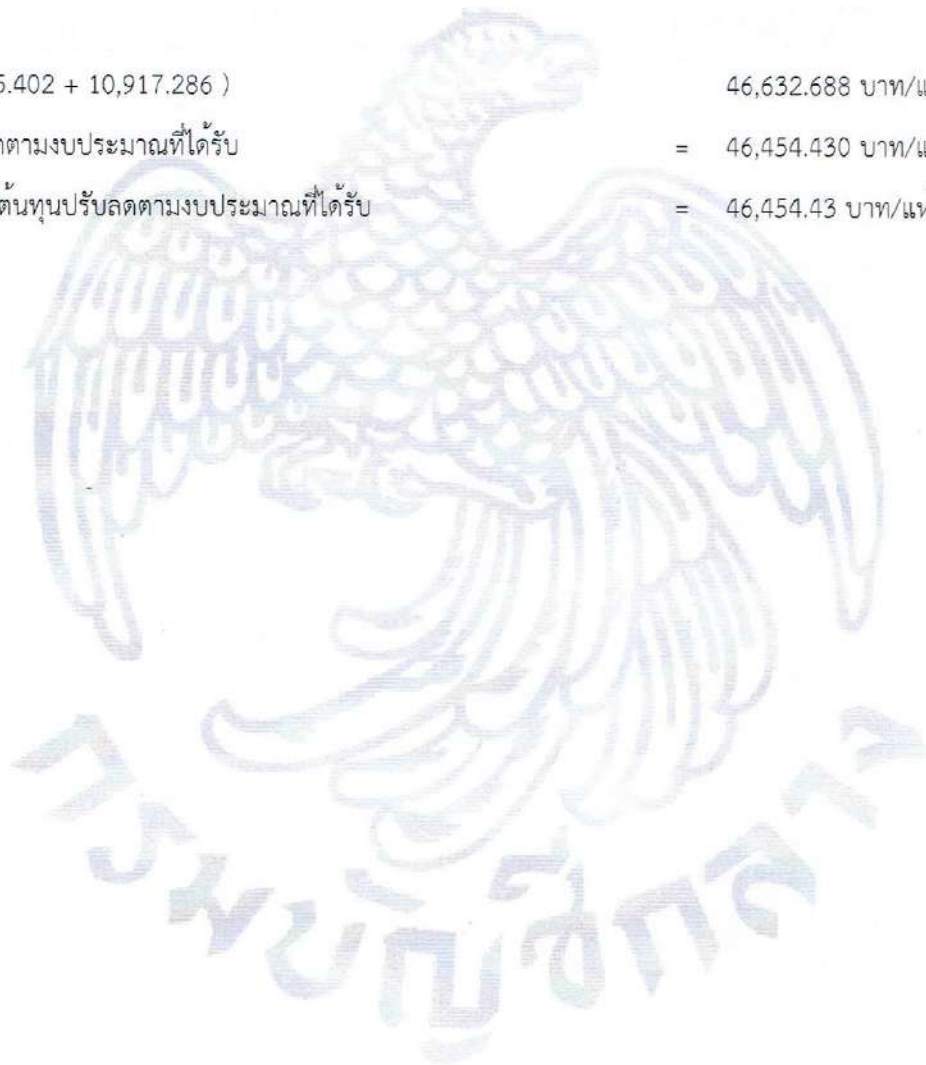 5.402 + 10,917.286 ) 46,632.688 บาท/แ
ตามงบประมาณที่ได้รับ = 46,454.430 บาท/แ
ต้นทุนปรับลดตามงบประมาณที่ได้รับ = 46,454.43 บาท/แห
กรมบัญชีกลาง